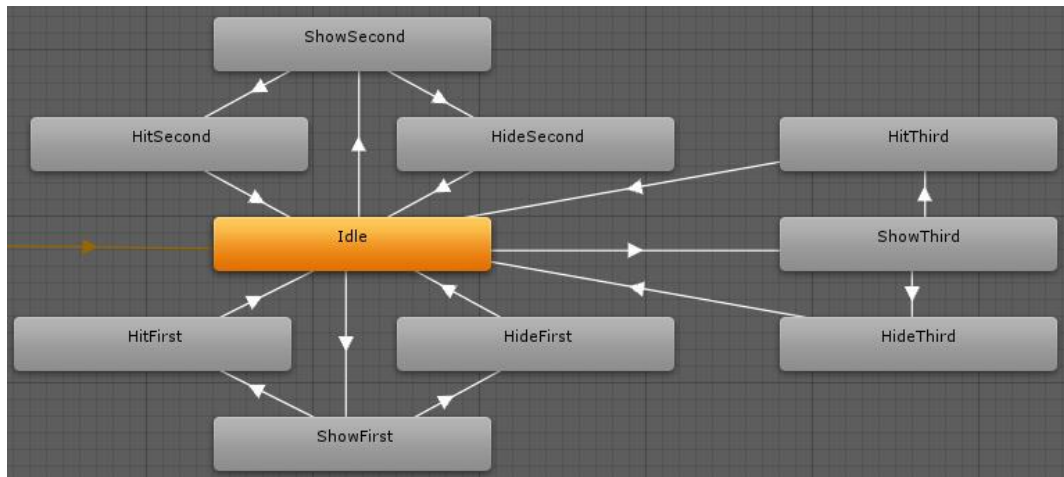 ShowSecond
HitSecond
HideSecond
HitThird
Idle
ShowThird
HitFirst
HideFirst
HideThird
ShowFirst